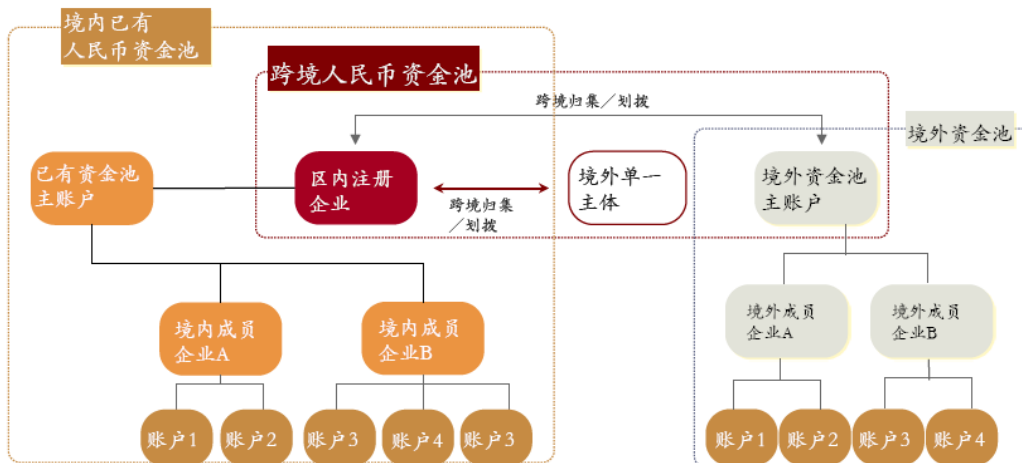 境内已有
人民币资金池
跨境人民币资金池
跨境归集／划拨
境外资金池
已有资金池
主账户
区内注册
企业
跨境归集
／划拨
境外单一
主体
境外资金池
主账户
境内成员
企业A
境内成员
企业B
境外成员
企业A
境外成员
企业B
账户1
账户2
账户3
账户4
账户3
账户1
账户2
账户3
账户4